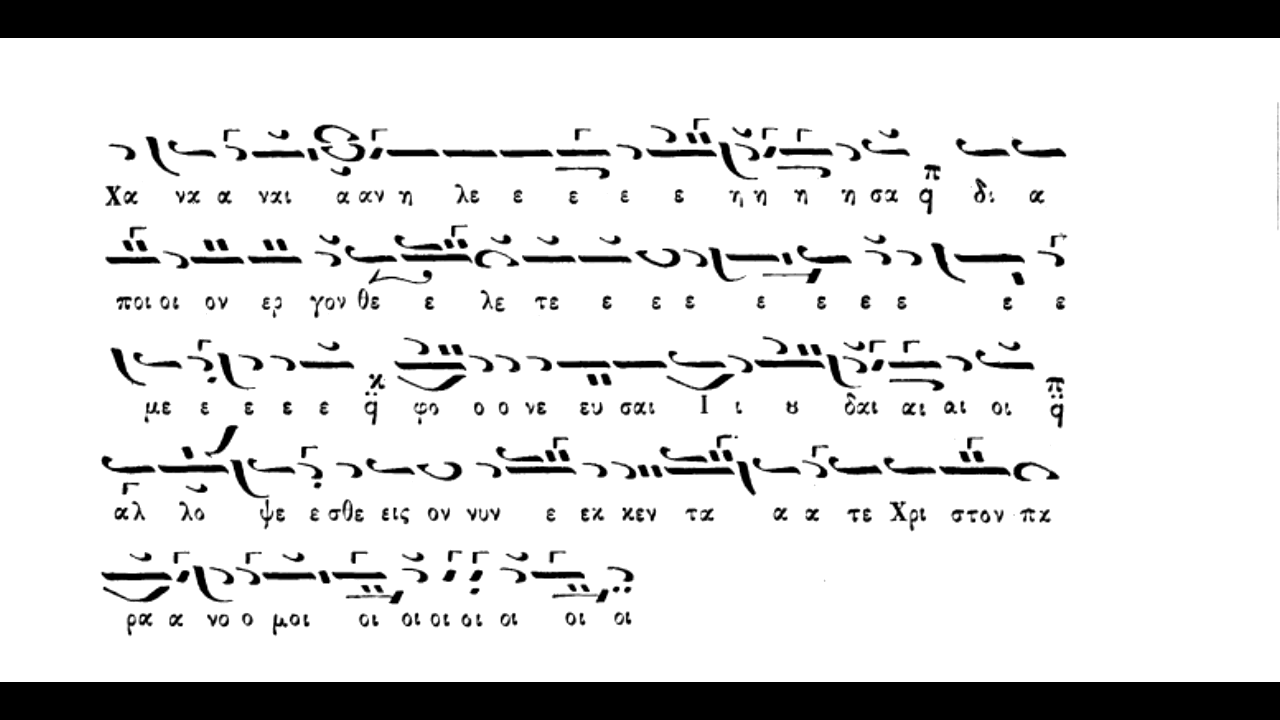 Χα να α ναι α αν η λε ε ε ε ε η η η η σα π q δι α
ποι οι ον ερ γον θε ε λε τε ε ε ε ε ε ε ε ε ε
με ε ε ε ε κ q φο ο ο νε ευ σαι Ι ι ȣ δαι αι αι οι π q
αλ λο ψε ε σθε εις ον νυν ε εκ κεν τα α α τε Χρι στον πα
ρα α νο ο μοι οι οι οι οι οι οι οι